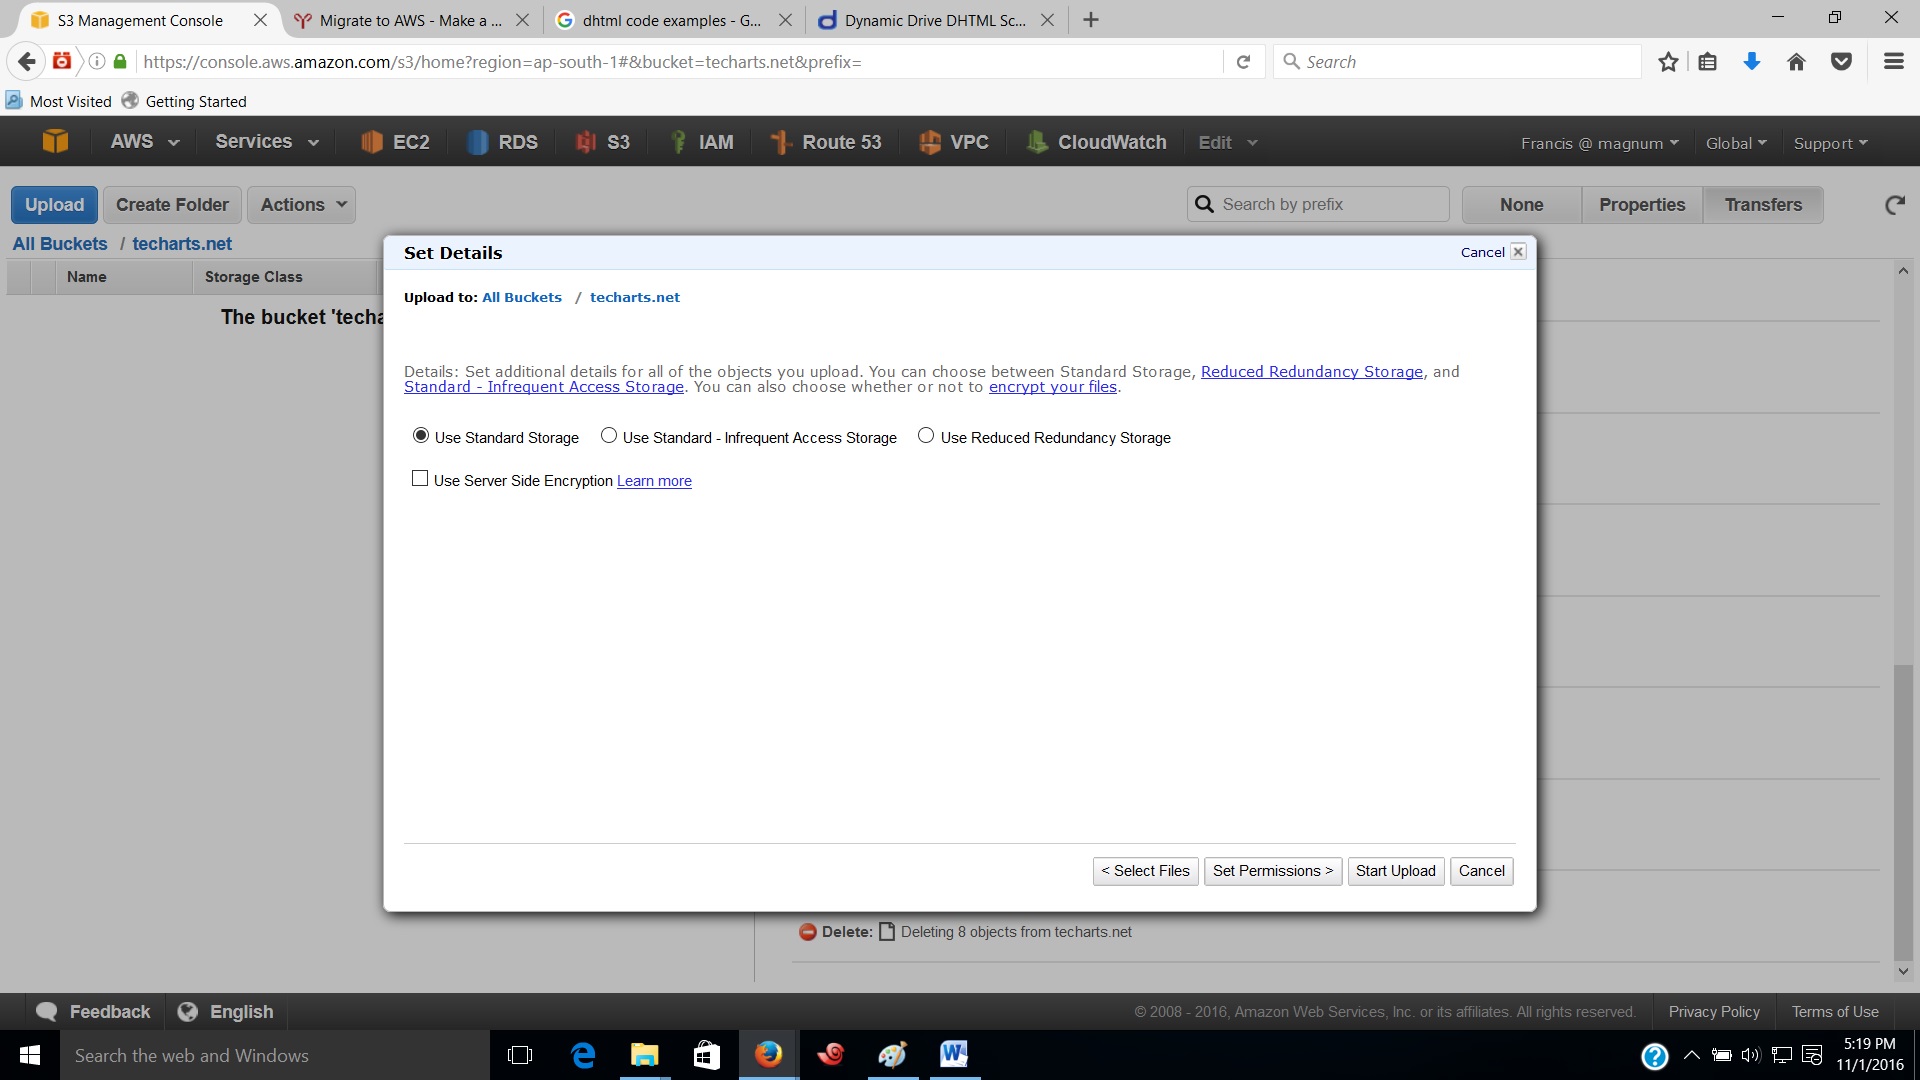 S3 Management Console
Migrate to AWS - Make a ...
dhtml code examples - G...
Dynamic Drive DHTML Sc...
https://console.aws.amazon.com/s3/home?region=ap-south-1#&bucket=techarts.net&prefix=
Search
Most Visited
Getting Started
AWS
Services
EC2
RDS
S3
IAM
Route 53
VPC
CloudWatch
Edit
Francis @ magnum
Global
Support
Upload
Create Folder
Actions
Search by prefix
None
Properties
Transfers
All Buckets / techarts.net
Name
Storage Class
The bucket 'techa
Set Details
Cancel
Upload to: All Buckets / techarts.net
Details: Set additional details for all of the objects you upload. You can choose between Standard Storage, Reduced Redundancy Storage, and
Standard - Infrequent Access Storage. You can also choose whether or not to encrypt your files.
Use Standard Storage
Use Standard - Infrequent Access Storage
Use Reduced Redundancy Storage
Use Server Side Encryption Learn more
< Select Files
Set Permissions >
Start Upload
Cancel
Delete: Deleting 8 objects from techarts.net
Feedback
English
© 2008 - 2016, Amazon Web Services, Inc. or its affiliates. All rights reserved.
Privacy Policy
Terms of Use
Search the web and Windows
5:19 PM
11/1/2016